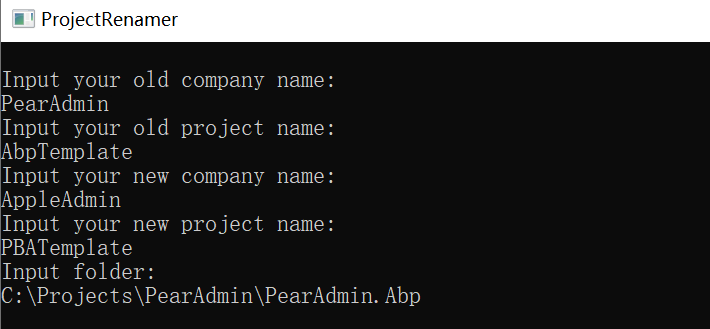 ProjectRenamer
Input your old company name:
PearAdmin
Input your old project name:
AbpTemplate
Input your new company name:
AppleAdmin
Input your new project name:
PBATemplate
Input folder:
C:\Projects\PearAdmin\PearAdmin.Abp